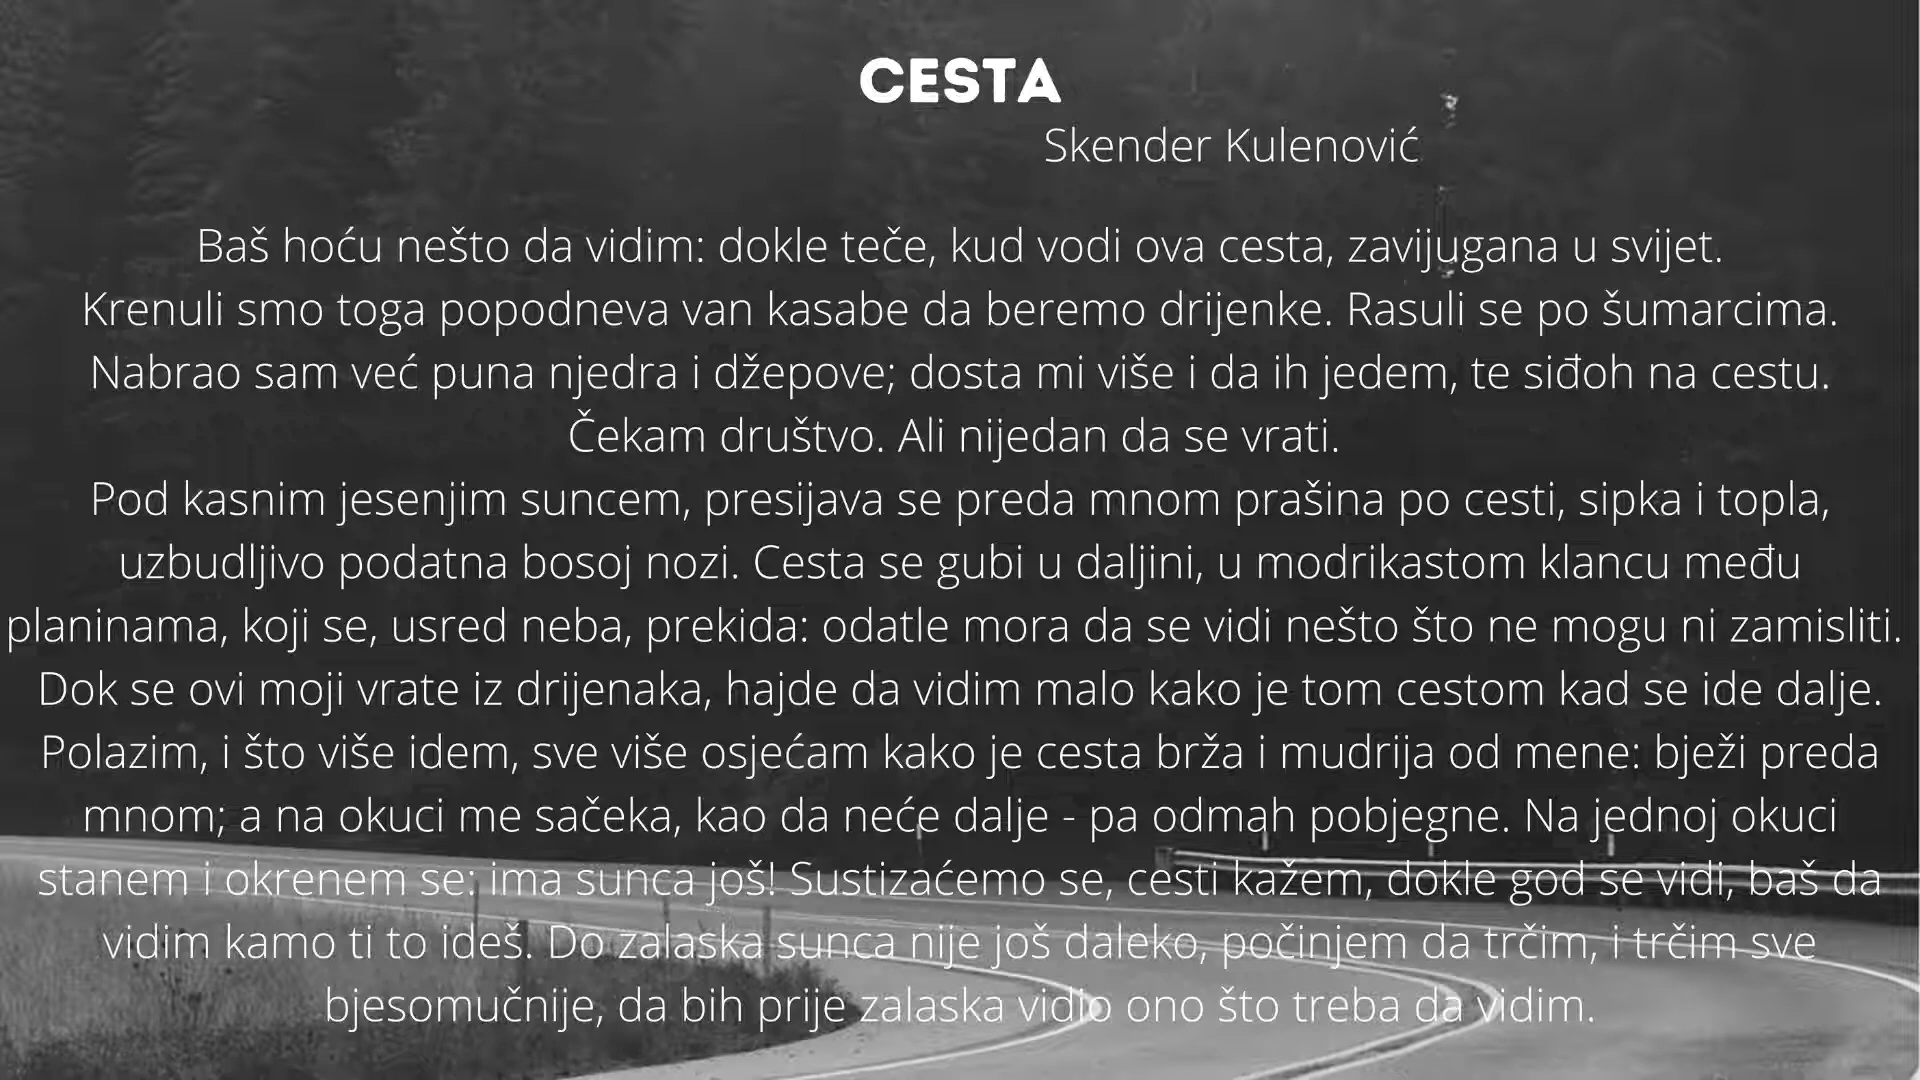 CESTA
Skender Kulenović
Baš hoću nešto da vidim: dokle teče, kud vodi ova cesta, zavijugana u svijet.
Krenuli smo toga popodneva van kasabe da beremo drijenke. Rasuli se po šumarcima.
Nabrao sam već puna njedra i džepove; dosta mi više i da ih jedem, te siđoh na cestu.
Čekam društvo. Ali nijedan da se vrati.
Pod kasnim jesenjim suncem, presijava se preda mnom prašina po cesti, sipka i topla,
uzbudljivo podatna bosoj nozi. Cesta se gubi u daljini, u modrikastom klancu među
planinama, koji se, usred neba, prekida: odatle mora da se vidi nešto što ne mogu ni zamisliti.
Dok se ovi moji vrate iz drijenaka, hajde da vidim malo kako je tom cestom kad se ide dalje.
Polazim, i što više idem, sve više osjećam kako je cesta brža i mudrija od mene: bježi preda
mnom; a na okuci me sačeka, kao da neće dalje - pa odmah pobjegne. Na jednoj okuci
stanem i okrenem se: ima sunca još! Sustizaćemo se, cesti kažem, dokle god se vidi, baš da
vidim kamo ti to ideš. Do zalaska sunca nije još daleko, počinjem da trčim, i trčim sve
bjesomučnije, da bih prije zalaska vidio ono što treba da vidim.